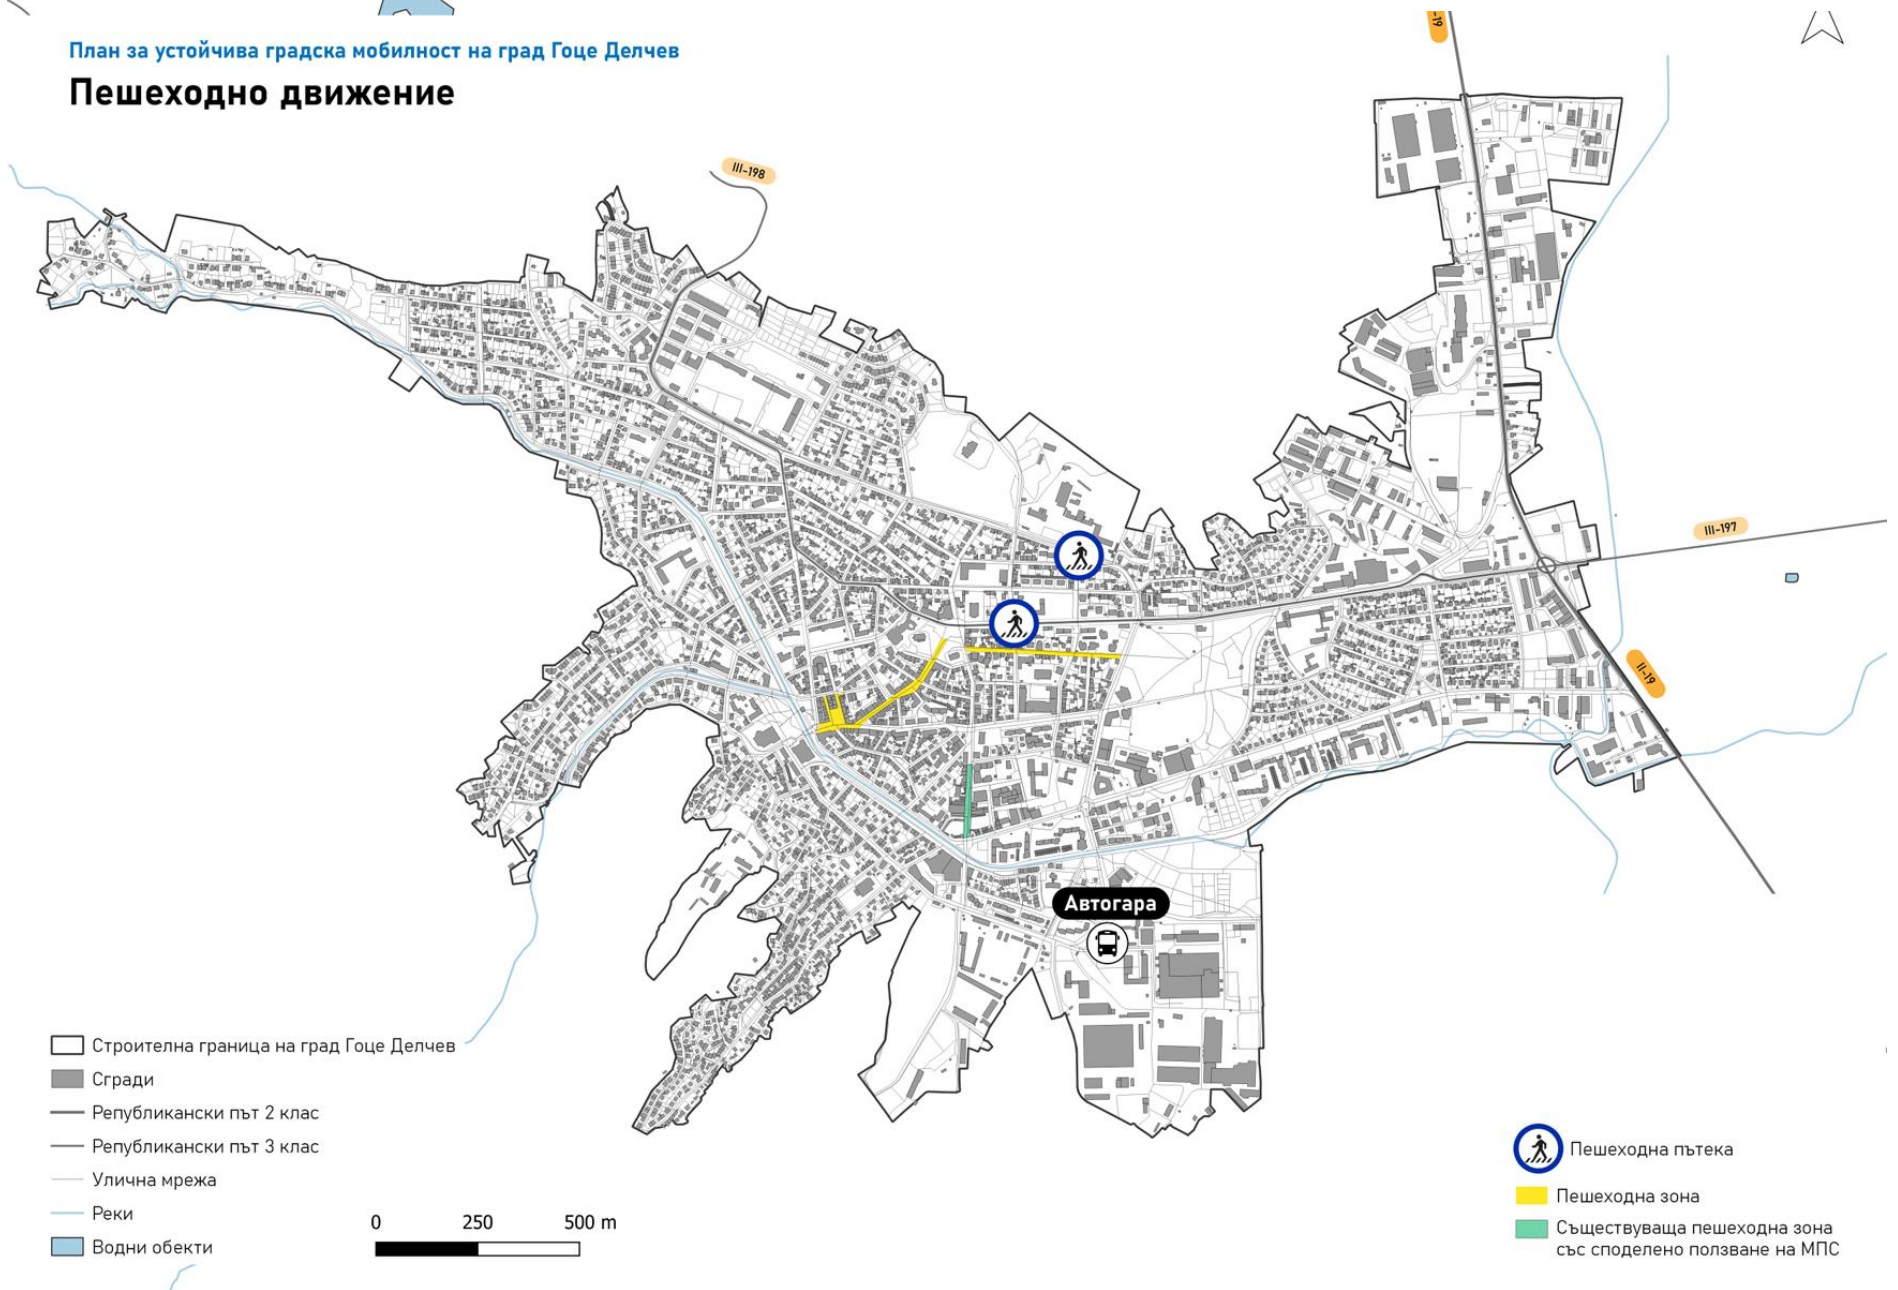 -19
План за устойчива градска мобилност на град Гоце Делчев
Пешеходно движение
III-198
III-197
II-19
Автогара
Строителна граница на град Гоце Делчев
Сгради
Републикански път 2 клас
Републикански път 3 клас
Улична мрежа
Реки
Водни обекти
0 250 500 m
Пешеходна пътека
Пешеходна зона
Съществуваща пешеходна зона
със споделено ползване на МПС